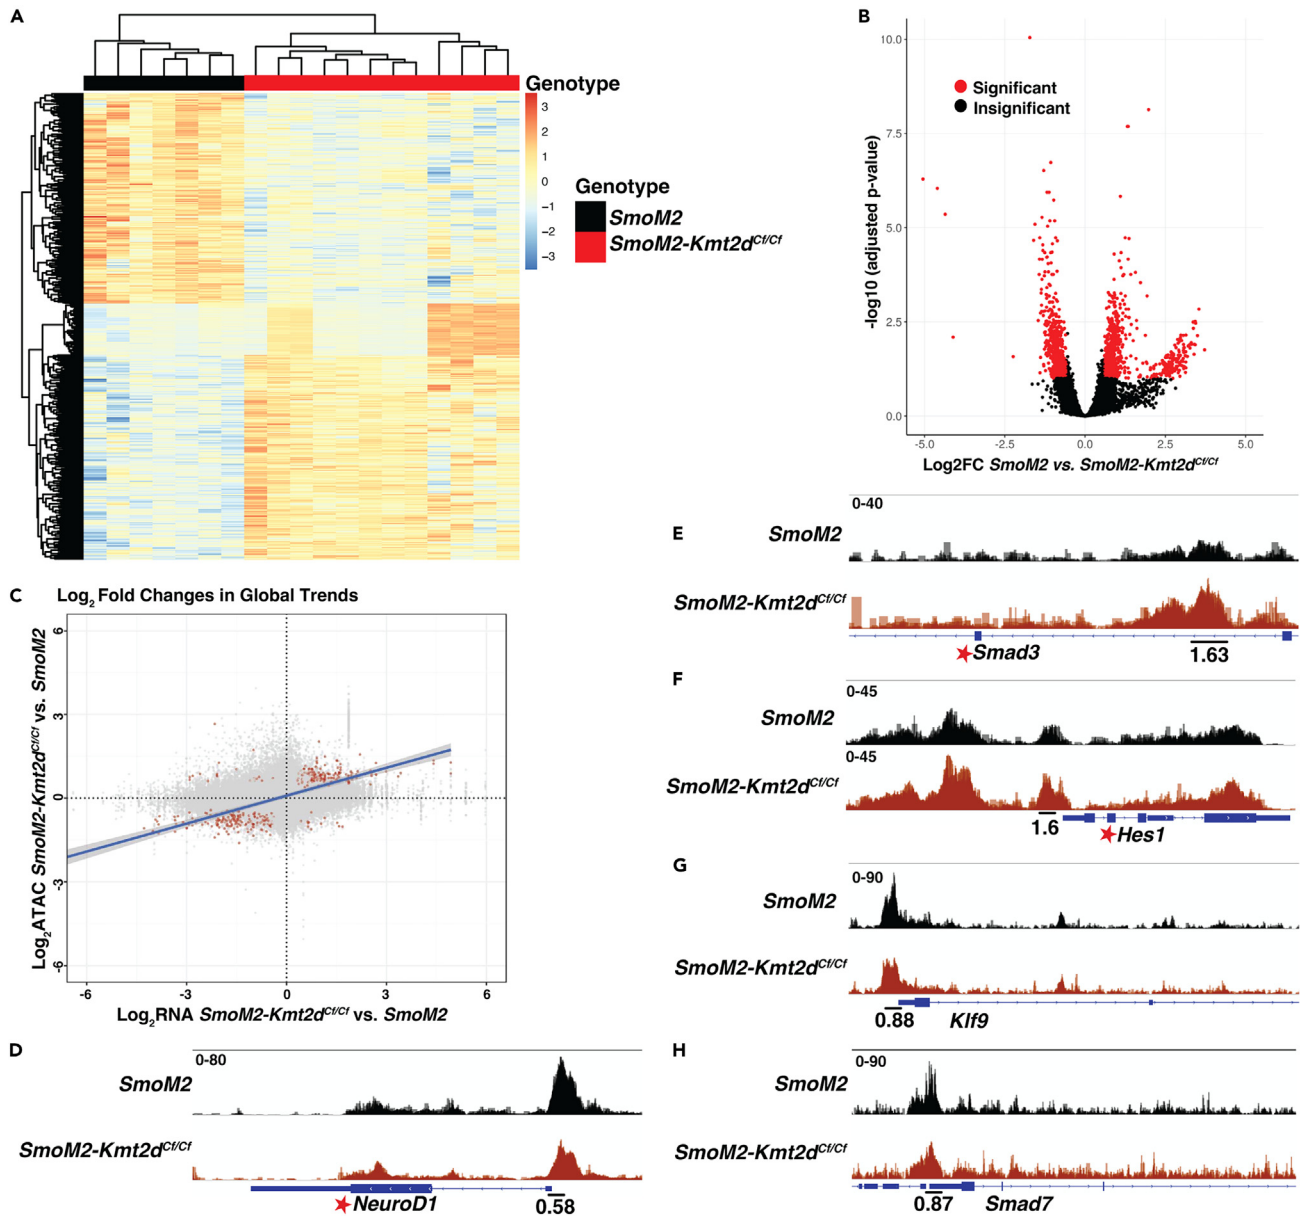 A
Genotype
3
2
1
0
−1
−2
−3
Genotype
SmoM2
SmoM2-Kmt2dCf/Cf
B
10.0
7.5
5.0
2.5
0.0
-log10 (adjusted p-value)
Significant
Insignificant
-5.0
-2.5
0.0
2.5
5.0
Log2FC SmoM2 vs. SmoM2-Kmt2dCf/Cf
C
Log2 Fold Changes in Global Trends
Log2ATAC SmoM2-Kmt2dCf/Cf vs. SmoM2
6
3
0
-3
-6
-6
-3
0
3
6
Log2RNA SmoM2-Kmt2dCf/Cf vs. SmoM2
D
0-80
SmoM2
SmoM2-Kmt2dCf/Cf
NeuroD1
0.58
E
0-40
SmoM2
SmoM2-Kmt2dCf/Cf
Smad3
1.63
F
0-45
SmoM2
0-45
SmoM2-Kmt2dCf/Cf
1.6
Hes1
G
0-90
SmoM2
SmoM2-Kmt2dCf/Cf
0.88
Klf9
H
0-90
SmoM2
SmoM2-Kmt2dCf/Cf
0.87
Smad7